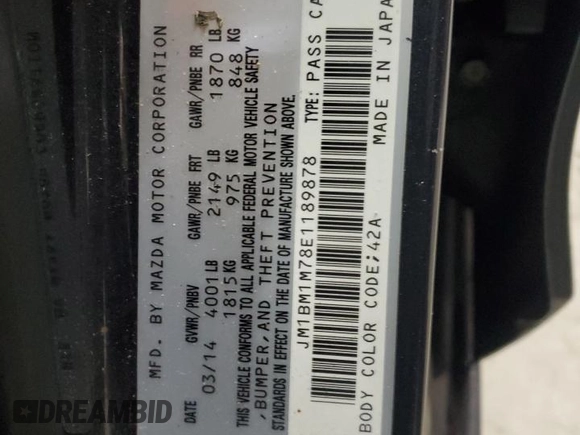 MFD. BY MAZDA MOTOR CORPORATION
GVWR/PNBV GAWR/PNBE FRT GAWR/PNBE RR
DATE 03/14 4001 LB 2149 LB 1870 LB
1815KG 975 KG 848 KG
THIS VEHICLE CONFORMS TO ALL APPLICABLE FEDERAL MOTOR VEHICLE SAFETY
,BUMPER,AND THEFT PREVENTION
STANDARDS IN EFFECT ON THE DATE OF MANUFACTURE SHOWN ABOVE.
JM1BM1M78E1189878 TYPE: PASS
BODY COLOR CODE;42A MADE IN
DREAMBID